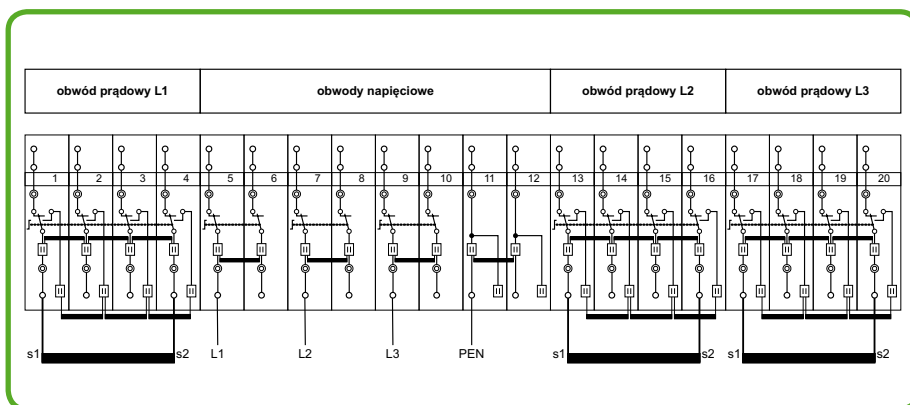 obwód prądowy L1 obwody napięciowe obwód prądowy L2 obwód prądowy L3
1 2 3 4 5 6 7 8 9 10 11 12 13 14 15 16 17 18 19 20
s1 s2 L1 L2 L3 PEN s1 s2 s1 s2